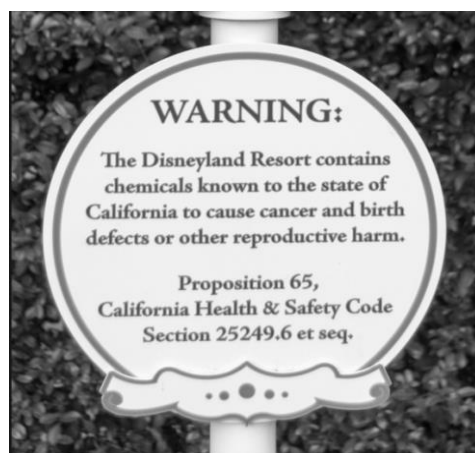 WARNING:
The Disneyland Resort contains
chemicals known to the state of
California to cause cancer and birth
defects or other reproductive harm.
Proposition 65,
California Health & Safety Code
Section 25249.6 et seq.